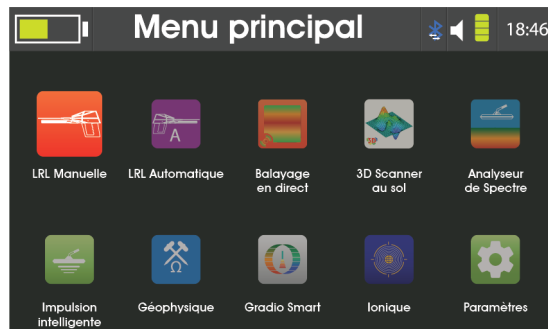 Menu principal
18:46
LRL Manuelle
LRL Automatique
A
Balayage
en direct
3D Scanner
au sol
Analyseur
de Spectre
Impulsion
intelligente
Géophysique
Ω
Gradio Smart
Ionique
Paramètres